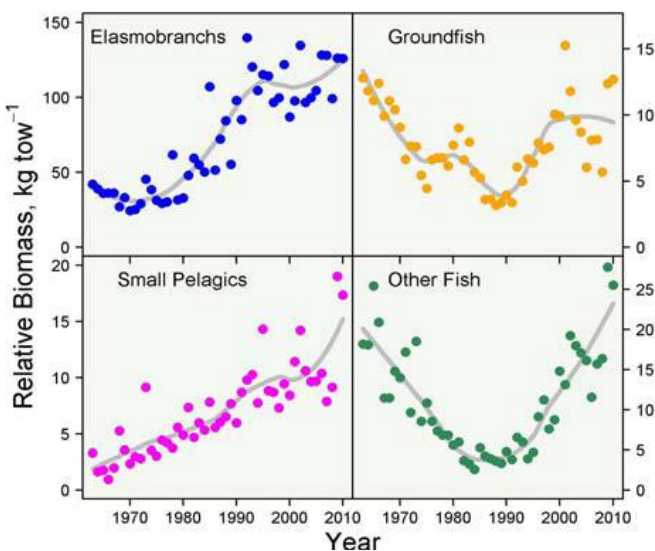 Relative Biomass, kg tow⁻¹
Elasmobranchs
150
100
50
0
Groundfish
15
10
5
0
Small Pelagics
20
15
10
5
0
Other Fish
25
20
15
10
5
0
1970 1980 1990 2000 2010
1970 1980 1990 2000 2010
Year